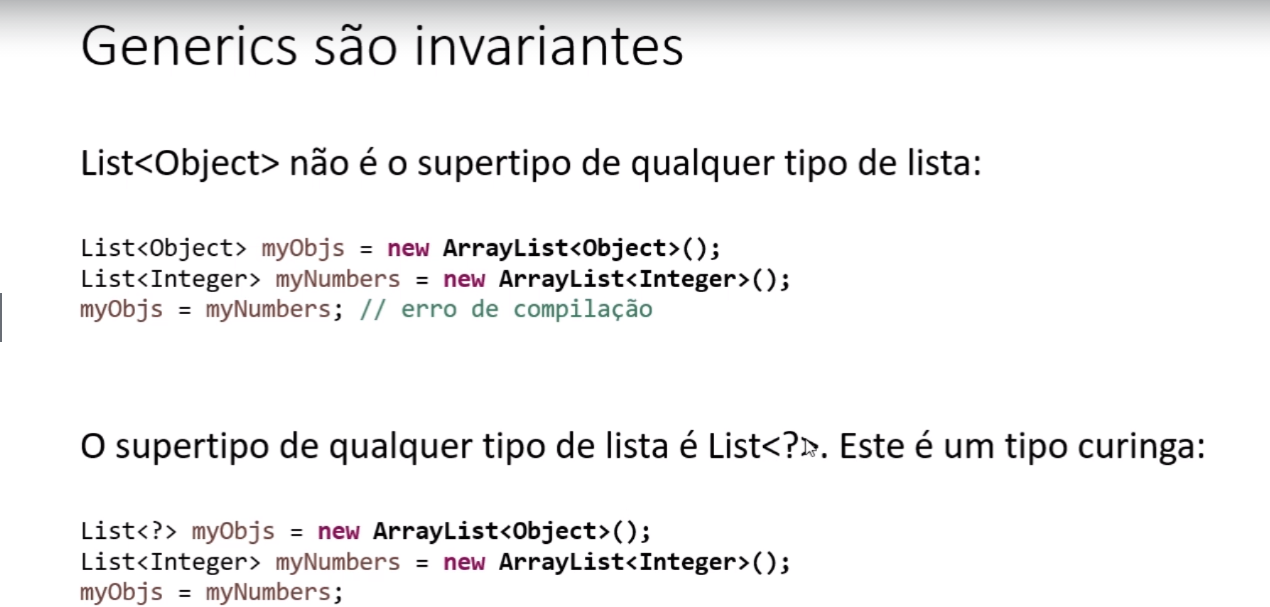 Generics são invariantes
List<Object> não é o supertipo de qualquer tipo de lista:
List<Object> myObjs = new ArrayList<Object>();
List<Integer> myNumbers = new ArrayList<Integer>();
myObjs = myNumbers; // erro de compilação
O supertipo de qualquer tipo de lista é List<?>. Este é um tipo curinga:
List<?> myObjs = new ArrayList<Object>();
List<Integer> myNumbers = new ArrayList<Integer>();
myObjs = myNumbers;